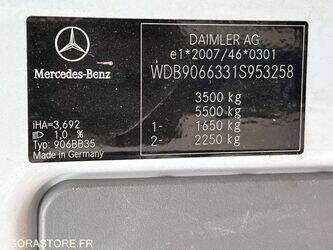 Mercedes-Benz
DAIMLER AG
e1*2007/46*0301
WDB9066331S953258
3500 kg
5500 kg
1- 1650 kg
2- 2250 kg
iHA=3,692
1,0 %
Typ: 906BB35
Made in Germany
AGORASTORE.FR